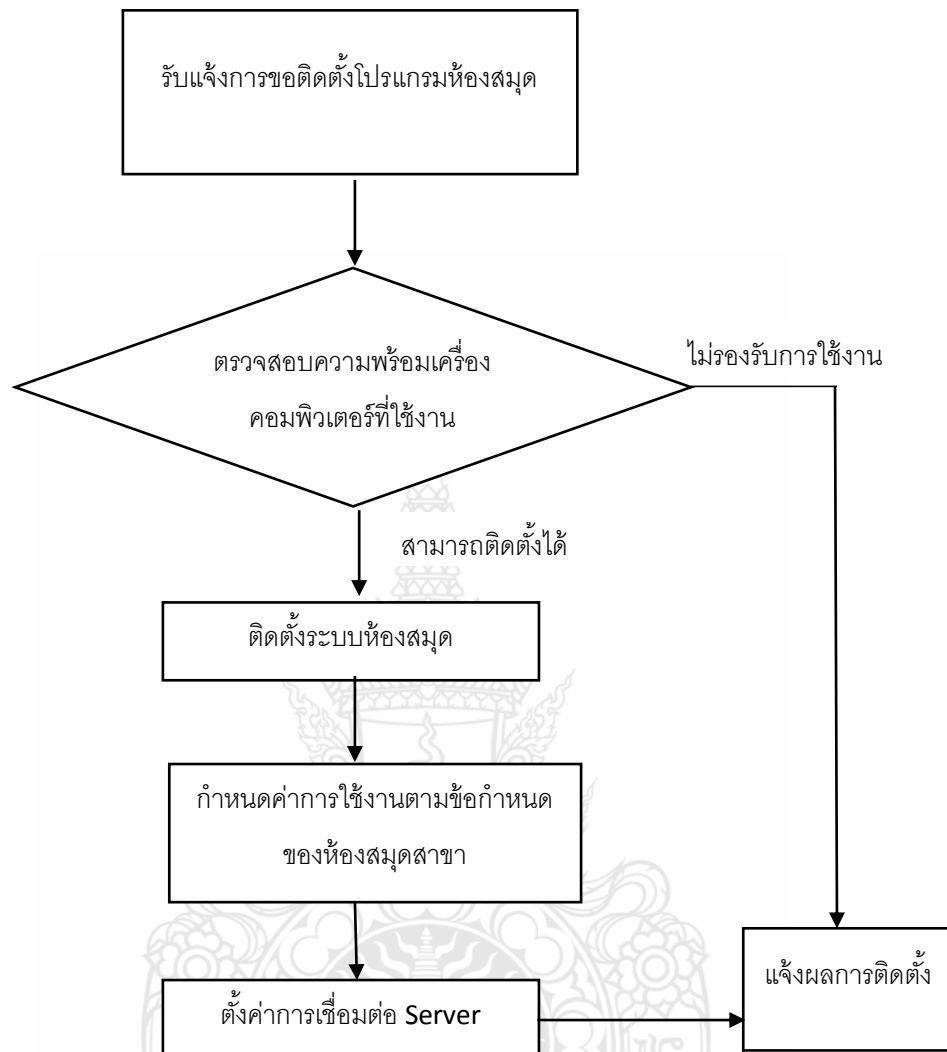 รับแจ้งการขอติดตั้งโปรแกรมห้องสมุด
ตรวจสอบความพร้อมเครื่อง
คอมพิวเตอร์ที่ใช้งาน
ไม่รองรับการใช้งาน
สามารถติดตั้งได้
ติดตั้งระบบห้องสมุด
กำหนดค่าการใช้งานตามข้อกำหนด
ของห้องสมุดสาขา
แจ้งผลการติดตั้ง
ตั้งค่าการเชื่อมต่อ Server